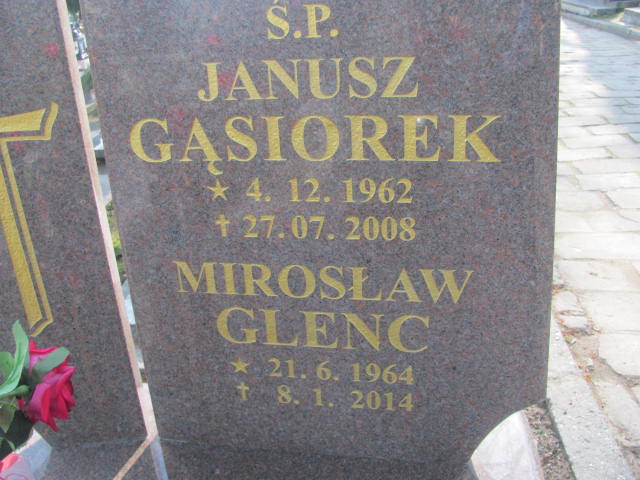 Ś.P.
JANUSZ
GĄSIOREK
★ 4. 12. 1962
✝ 27. 07. 2008
MIROSŁAW
GLENC
★ 21. 6. 1964
✝ 8. 1. 2014